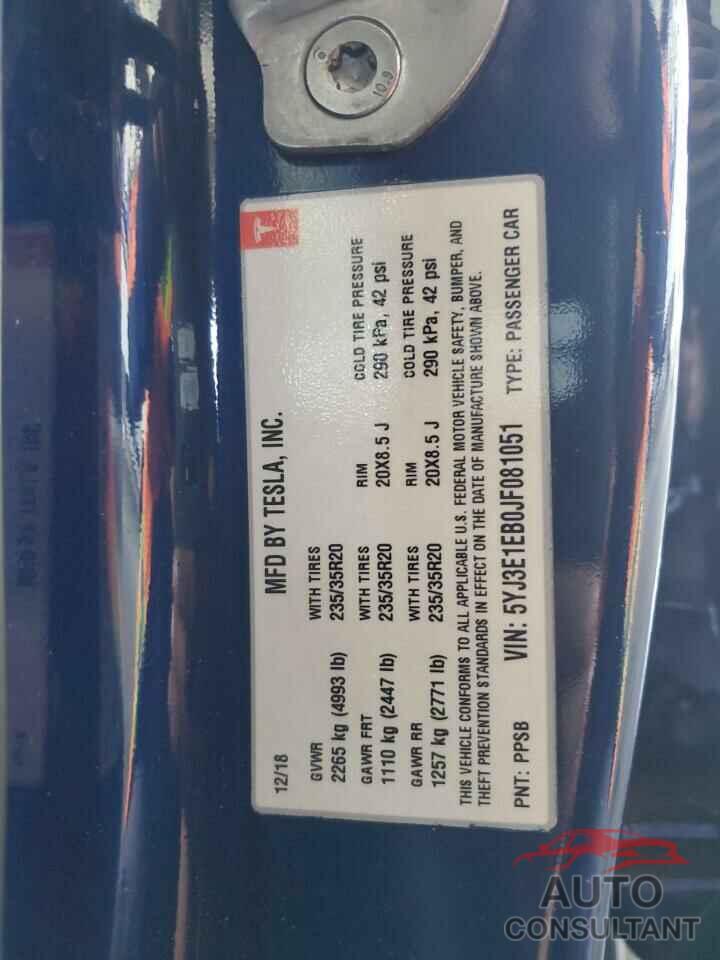 10.9
T
12/18 MFD BY TESLA, INC.
GVWR WITH TIRES
2265 kg (4993 lb) 235/35R20
GAWR FRT WITH TIRES RIM COLD TIRE PRESSURE
1110 kg (2447 lb) 235/35R20 20X8.5 J 290 kPa, 42 psi
GAWR RR WITH TIRES RIM COLD TIRE PRESSURE
1257 kg (2771 lb) 235/35R20 20X8.5 J 290 kPa, 42 psi
THIS VEHICLE CONFORMS TO ALL APPLICABLE U.S. FEDERAL MOTOR VEHICLE SAFETY, BUMPER, AND
THEFT PREVENTION STANDARDS IN EFFECT ON THE DATE OF MANUFACTURE SHOWN ABOVE.
PNT: PPSB VIN: 5YJ3E1EB0JF081051 TYPE: PASSENGER CAR
AUTO
CONSULTANT